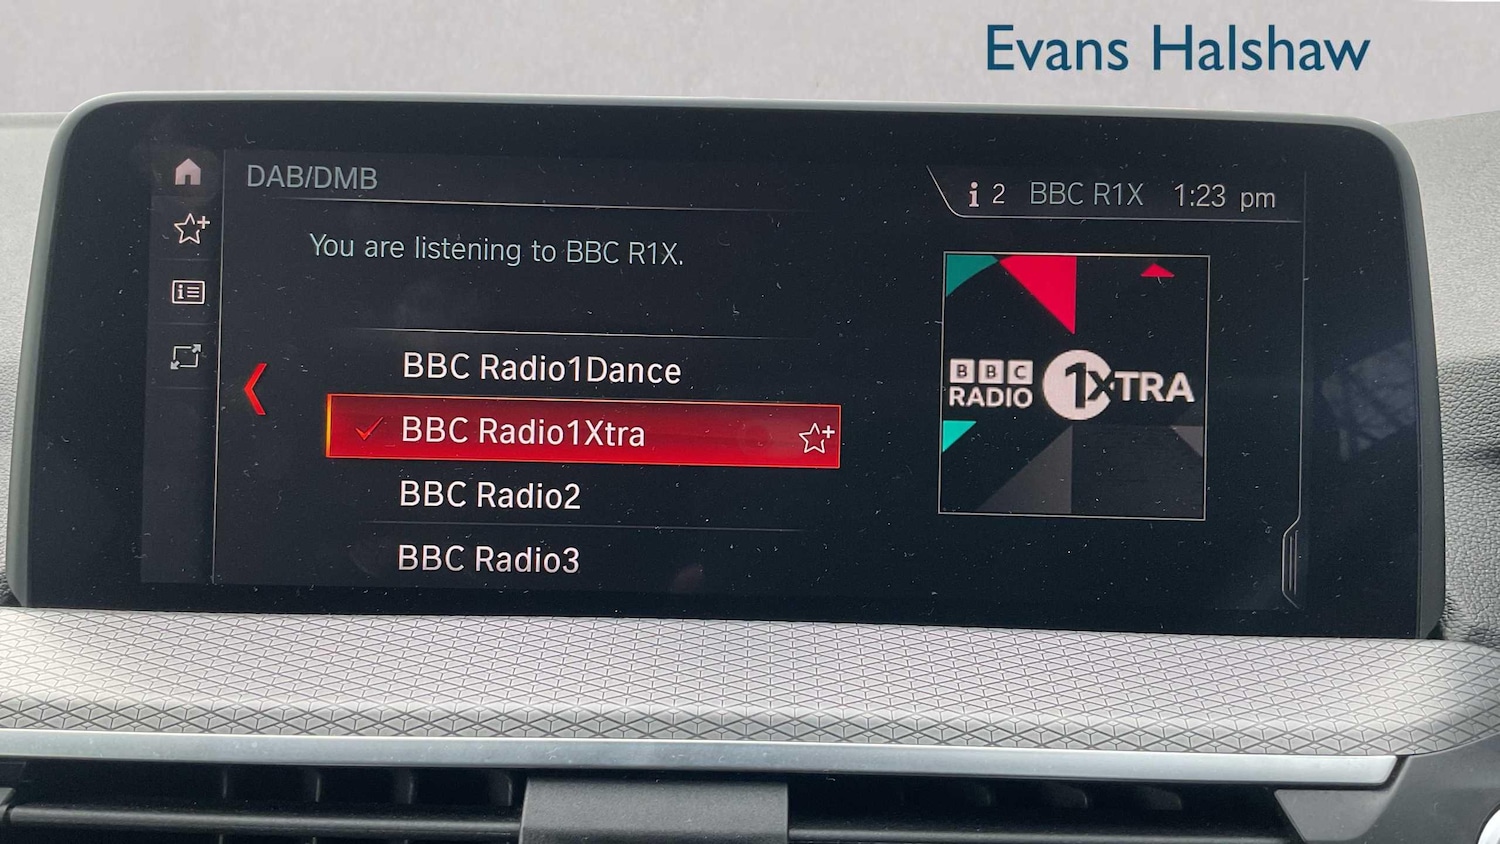 Evans Halshaw
DAB/DMB
i 2 BBC R1X 1:23 pm
You are listening to BBC R1X.
BBC Radio1Dance
BBC Radio1Xtra
BBC Radio2
BBC Radio3
BBC
RADIO
1XTRA